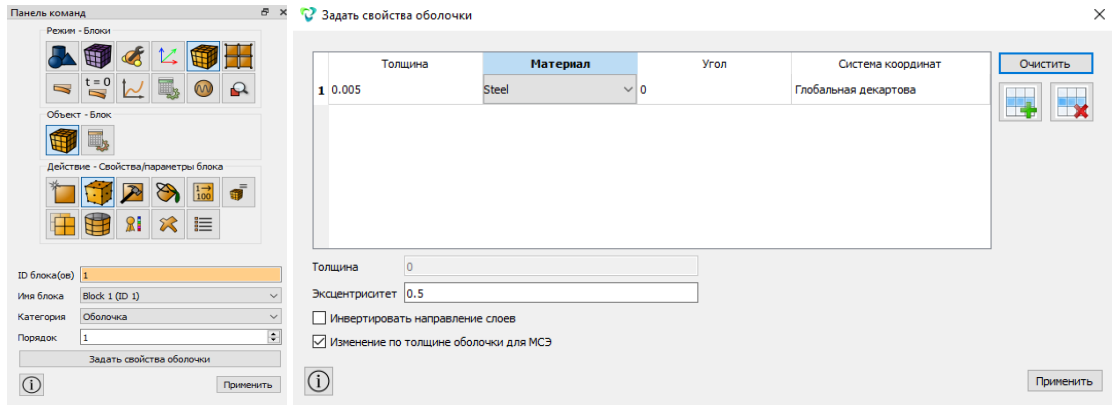 Панель команд
Режим - Блоки
t = 0
Объект - Блок
Действие - Свойства/параметры блока
1→
100
ID блока(ов) 1
Имя блока Block 1 (ID 1)
Категория Оболочка
Порядок 1
Задать свойства оболочки
Применить
Задать свойства оболочки
Толщина Материал Угол Система координат
1 0.005 Steel 0 Глобальная декартова
Очистить
Толщина 0
Эксцентриситет 0.5
Инвертировать направление слоев
Изменение по толщине оболочки для МСЭ
Применить